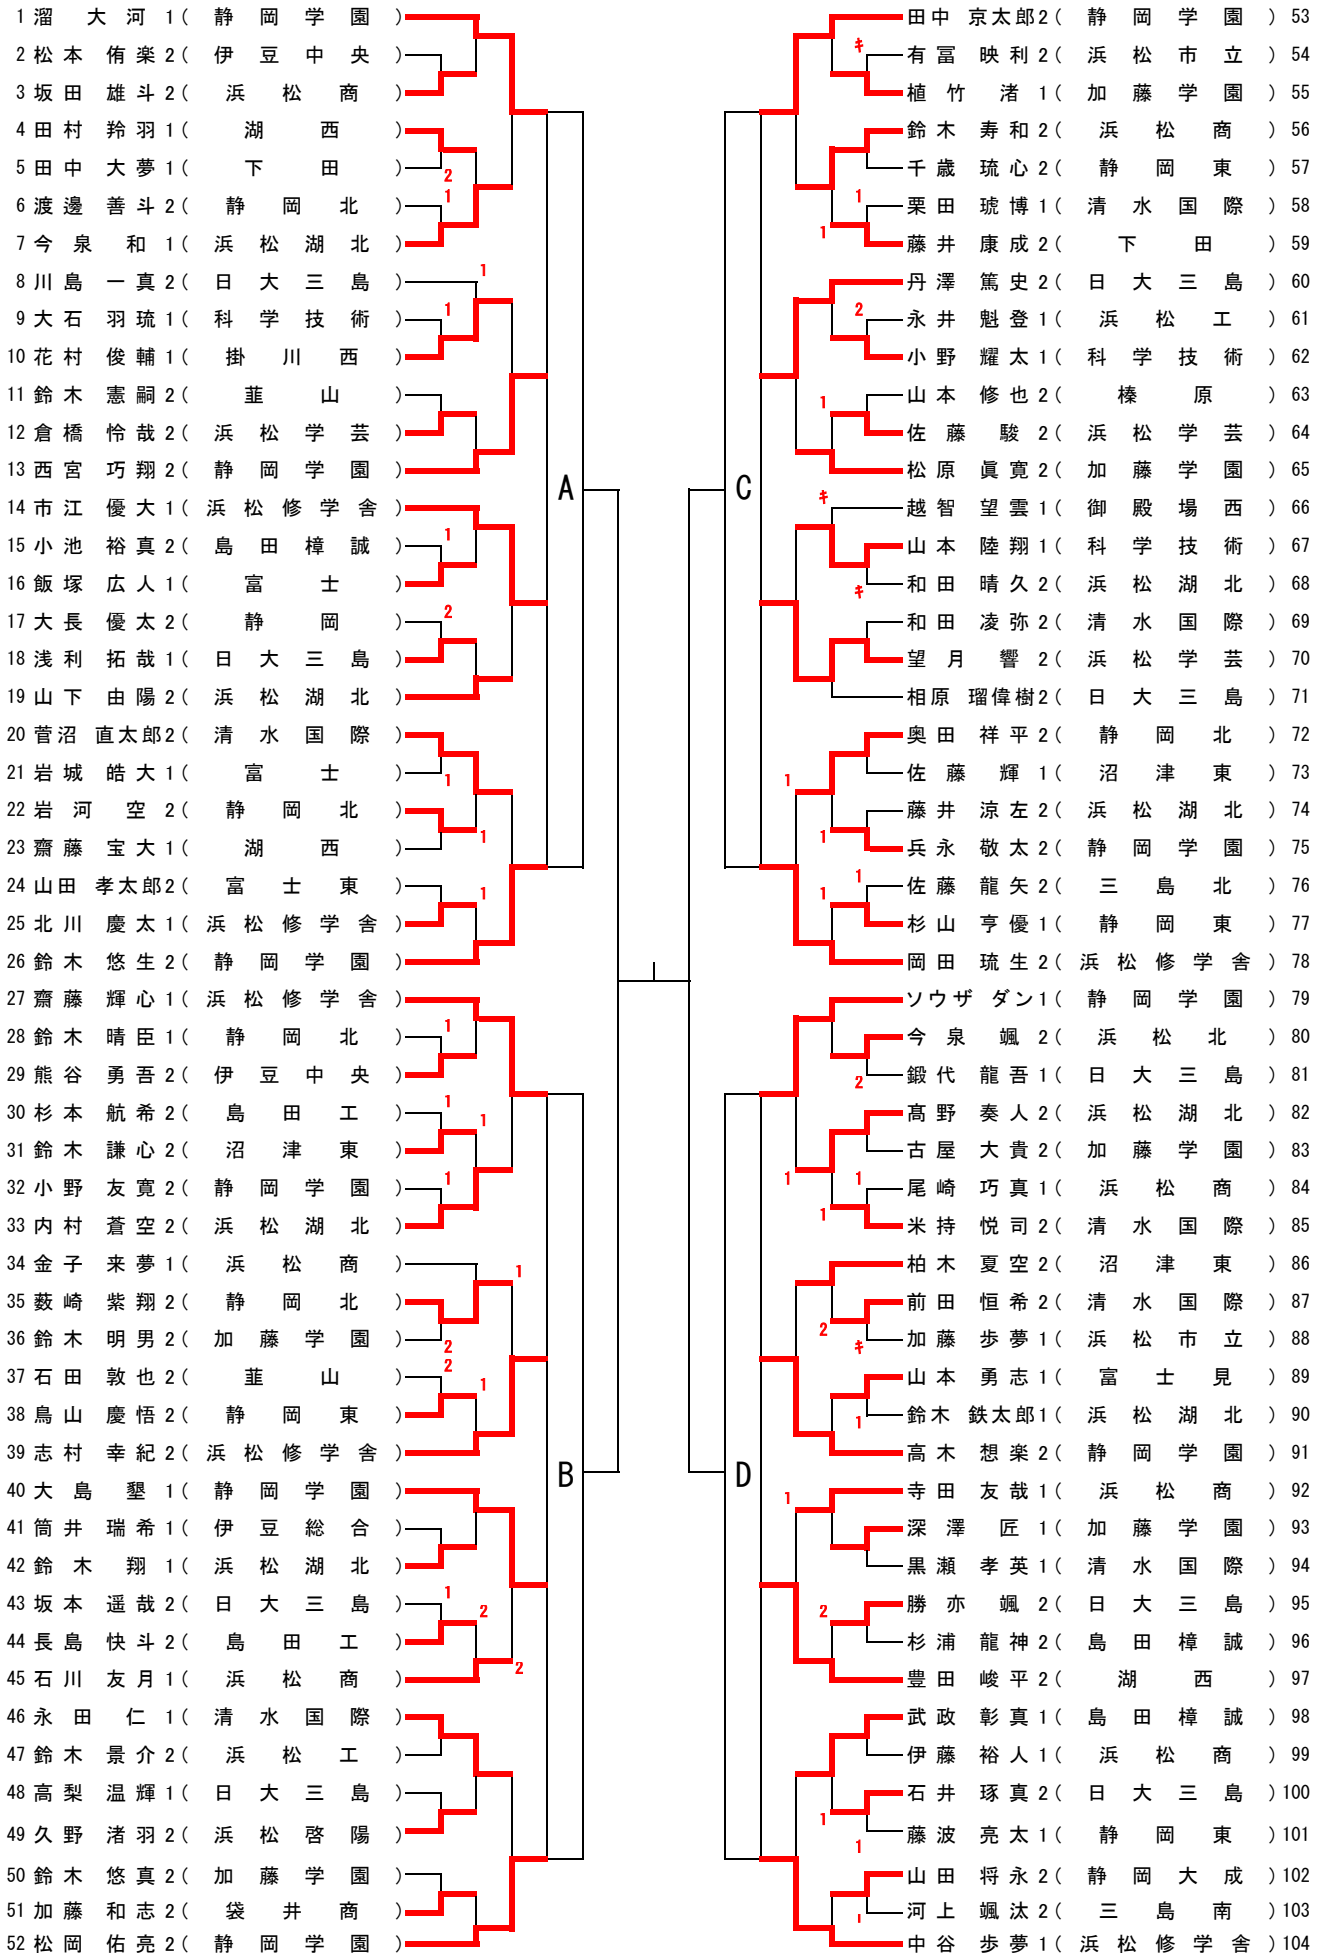 1 溜 大 河 1( 静 岡 学 園 )
2 松 本 侑 楽 2( 伊 豆 中 央 )
3 坂 田 雄 斗 2( 浜 松 商 )
4 田 村 羚 羽 1( 湖 西 )
5 田 中 大 夢 1( 下 田 )
2
6 渡 邊 善 斗 2( 静 岡 北 )
1
7 今 泉 和 1( 浜 松 湖 北 )
8 川 島 一 真 2( 日 大 三 島 )
1
9 大 石 羽 琉 1( 科 学 技 術 )
1
10 花 村 俊 輔 1( 掛 川 西 )
11 鈴 木 憲 嗣 2( 韮 山 )
12 倉 橋 怜 哉 2( 浜 松 学 芸 )
13 西 宮 巧 翔 2( 静 岡 学 園 )
A
14 市 江 優 大 1( 浜 松 修 学 舎 )
15 小 池 裕 真 2( 島 田 樟 誠 )
1
16 飯 塚 広 人 1( 富 士 )
17 大 長 優 太 2( 静 岡 )
2
18 浅 利 拓 哉 1( 日 大 三 島 )
19 山 下 由 陽 2( 浜 松 湖 北 )
20 菅 沼 直太郎 2( 清 水 国 際 )
21 岩 城 皓 大 1( 富 士 )
1
22 岩 河 空 2( 静 岡 北 )
1
23 齋 藤 宝 大 1( 湖 西 )
24 山 田 孝太郎 2( 富 士 東 )
1
25 北 川 慶 太 1( 浜 松 修 学 舎 )
26 鈴 木 悠 生 2( 静 岡 学 園 )
27 齋 藤 輝 心 1( 浜 松 修 学 舎 )
28 鈴 木 晴 臣 1( 静 岡 北 )
1
29 熊 谷 勇 吾 2( 伊 豆 中 央 )
30 杉 本 航 希 2( 島 田 工 )
1
1
31 鈴 木 謙 心 2( 沼 津 東 )
32 小 野 友 寛 2( 静 岡 学 園 )
1
33 内 村 蒼 空 2( 浜 松 湖 北 )
34 金 子 来 夢 1( 浜 松 商 )
1
35 薮 崎 紫 翔 2( 静 岡 北 )
36 鈴 木 明 男 2( 加 藤 学 園 )
2
37 石 田 敦 也 2( 韮 山 )
2
1
38 鳥 山 慶 悟 2( 静 岡 東 )
39 志 村 幸 紀 2( 浜 松 修 学 舎 )
B
40 大 島 塁 1( 静 岡 学 園 )
41 筒 井 瑞 希 1( 伊 豆 総 合 )
42 鈴 木 翔 1( 浜 松 湖 北 )
43 坂 本 遥 哉 2( 日 大 三 島 )
1
2
44 長 島 快 斗 2( 島 田 工 )
2
45 石 川 友 月 1( 浜 松 商 )
46 永 田 仁 1( 清 水 国 際 )
47 鈴 木 景 介 2( 浜 松 工 )
48 高 梨 温 輝 1( 日 大 三 島 )
49 久 野 渚 羽 2( 浜 松 啓 陽 )
50 鈴 木 悠 真 2( 加 藤 学 園 )
51 加 藤 和 志 2( 袋 井 商 )
52 松 岡 佑 亮 2( 静 岡 学 園 )
田中 京太郎 2( 静 岡 学 園 ) 53
キ
有 冨 映 利 2( 浜 松 市 立 ) 54
植 竹 渚 1( 加 藤 学 園 ) 55
鈴 木 寿 和 2( 浜 松 商 ) 56
千 歳 琉 心 2( 静 岡 東 ) 57
1
栗 田 琥 博 1( 清 水 国 際 ) 58
1
藤 井 康 成 2( 下 田 ) 59
丹 澤 篤 史 2( 日 大 三 島 ) 60
2
永 井 魁 登 1( 浜 松 工 ) 61
小 野 耀 太 1( 科 学 技 術 ) 62
山 本 修 也 2( 榛 原 ) 63
1
佐 藤 駿 2( 浜 松 学 芸 ) 64
松 原 眞 寛 2( 加 藤 学 園 ) 65
C
キ
越 智 望 雲 1( 御 殿 場 西 ) 66
山 本 陸 翔 1( 科 学 技 術 ) 67
和 田 晴 久 2( 浜 松 湖 北 ) 68
キ
和 田 凌 弥 2( 清 水 国 際 ) 69
望 月 響 2( 浜 松 学 芸 ) 70
相 原 瑠偉樹 2( 日 大 三 島 ) 71
奥 田 祥 平 2( 静 岡 北 ) 72
1
佐 藤 輝 1( 沼 津 東 ) 73
藤 井 涼 左 2( 浜 松 湖 北 ) 74
1
兵 永 敬 太 2( 静 岡 学 園 ) 75
1
1
佐 藤 龍 矢 2( 三 島 北 ) 76
杉 山 亨 優 1( 静 岡 東 ) 77
岡 田 琉 生 2( 浜 松 修 学 舎 ) 78
ソウザ ダン 1( 静 岡 学 園 ) 79
今 泉 颯 2( 浜 松 北 ) 80
2
鍛 代 龍 吾 1( 日 大 三 島 ) 81
髙 野 奏 人 2( 浜 松 湖 北 ) 82
古 屋 大 貴 2( 加 藤 学 園 ) 83
1
1
尾 崎 巧 真 1( 浜 松 商 ) 84
1
米 持 悦 司 2( 清 水 国 際 ) 85
柏 木 夏 空 2( 沼 津 東 ) 86
前 田 恒 希 2( 清 水 国 際 ) 87
2
加 藤 歩 夢 1( 浜 松 市 立 ) 88
キ
山 本 勇 志 1( 富 士 見 ) 89
1
鈴 木 鉄太郎 1( 浜 松 湖 北 ) 90
高 木 想 楽 2( 静 岡 学 園 ) 91
D
1
寺 田 友 哉 1( 浜 松 商 ) 92
深 澤 匠 1( 加 藤 学 園 ) 93
黒 瀬 孝 英 1( 清 水 国 際 ) 94
2
勝 亦 颯 2( 日 大 三 島 ) 95
杉 浦 龍 神 2( 島 田 樟 誠 ) 96
豊 田 峻 平 2( 湖 西 ) 97
武 政 彰 真 1( 島 田 樟 誠 ) 98
伊 藤 裕 人 1( 浜 松 商 ) 99
石 井 琢 真 2( 日 大 三 島 ) 100
1
藤 波 亮 太 1( 静 岡 東 ) 101
1
山 田 将 永 2( 静 岡 大 成 ) 102
河 上 颯 汰 2( 三 島 南 ) 103
中 谷 歩 夢 1( 浜 松 修 学 舎 ) 104